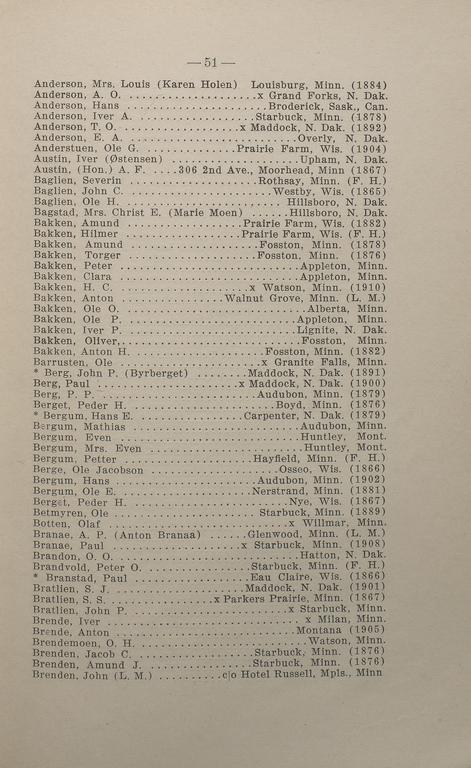 — 51 —
Anderson, Mrs. Louis (Karen Holen) Louisburg, Minn. (1884)
Anderson, A. O. ....................x Grand Forks, N. Dak.
Anderson, Hans ......................Broderick, Sask., Can.
Anderson, Iver A. ..................Starbuck, Minn. (1878)
Anderson, T. O. ..................x Maddock, N. Dak. (1892)
Anderson, E. A. ..........................Overly, N. Dak.
Anderstuen, Ole G. ..............Prairie Farm, Wis. (1904)
Austin, Iver (Østensen) ....................Upham, N. Dak.
Austin, (Hon.) A. F. ....306 2nd Ave., Moorhead, Minn (1867)
Baglien, Severin ....................Rothsay, Minn. (F. H.)
Baglien, John C. .......................Westby, Wis. (1865)
Baglien, Ole H. ......................... Hillsboro, N. Dak.
Bagstad, Mrs. Christ E. (Marie Moen) ......Hillsboro, N. Dak.
Bakken, Amund ..................Prairie Farm, Wis. (1882)
Bakken, Hilmer ..................Prairie Farm, Wis. (F. H.)
Bakken, Amund .....................Fosston, Minn. (1878)
Bakken, Torger .....................Fosston, Minn. (1876)
Bakken, Peter ............................Appleton, Minn.
Bakken, Clara ............................Appleton, Minn.
Bakken, H. C. .....................x Watson, Minn. (1910)
Bakken, Anton ................Walnut Grove, Minn. (L. M.)
Bakken, Ole O. .............................Alberta, Minn.
Bakken, Ole P. ...........................Appleton, Minn.
Bakken, Iver P. ..........................Lignite, N. Dak.
Bakken, Oliver,............................Fosston, Minn.
Bakken, Anton H. ....................Fosston, Minn. (1882)
Barrusten, Ole .......................x Granite Falls, Minn.
* Berg, John P. (Byrberget) ........Maddock, N. Dak. (1891)
Berg, Paul .......................x Maddock, N. Dak. (1900)
Berg, P. P. .........................Audubon, Minn. (1879)
Berget, Peder H. ......................Boyd, Minn. (1876)
* Bergum, Hans E. .................Carpenter, N. Dak. (1879)
Bergum, Mathias ...........................Audubon, Minn.
Bergum, Even ............................Huntley, Mont.
Bergum, Mrs. Even .......................Huntley, Mont.
Bergum, Petter .....................Hayfield, Minn. (F. H.)
Berge, Ole Jacobson .....................Osseo, Wis. (1866)
Bergum, Hans .......................Audubon, Minn. (1902)
Bergum, Ole E. .....................Nerstrand, Minn. (1881)
Berget, Peder H. ..........................Nye, Wis. (1867)
Betmyren, Ole ....................... Starbuck, Minn. (1889)
Botten, Olaf ............................x Willmar, Minn.
Branae, A. P. (Anton Branaa) ......Glenwood, Minn. (L. M.)
Branae, Paul ......................x Starbuck, Minn. (1908)
Brandon, O. O. .............................Hatton, N. Dak.
Brandvold, Peter O. .................Starbuck, Minn. (F. H.)
* Branstad, Paul ..................Eau Claire, Wis. (1866)
Bratlien, S. J. ......................Maddock, N. Dak. (1901)
Bratlien, S. S. .................x Parkers Prairie, Minn. (1867)
Bratlien, John P. .........................x Starbuck, Minn.
Brende, Iver ................................ x Milan, Minn.
Brende, Anton ............................Montana (1905)
Brendemoen, O. H. ...........................Watson, Minn.
Brenden, Jacob C. ...................Starbuck, Minn. (1876)
Brenden, Amund J. .................Starbuck, Minn. (1876)
Brenden, John (L. M.) ..........c|o Hotel Russell, Mpls., Minn